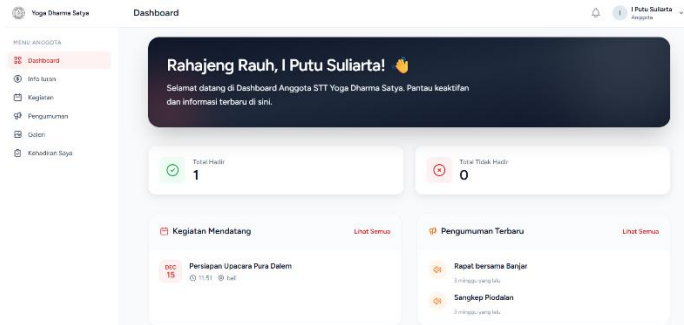 Yoga Dharma Satya
Dashboard
I
I Putu Suliarta
Anggota
MENU ANGGOTA
Dashboard
Info Iuran
Kegiatan
Pengumuman
Galeri
Kehadiran Saya
Rahajeng Rauh, I Putu Suliarta! 👋
Selamat datang di Dashboard Anggota STT Yoga Dharma Satya. Pantau keaktifan
dan informasi terbaru di sini.
Total Hadir
1
Total Tidak Hadir
0
Kegiatan Mendatang
Lihat Semua
DEC
15
Persiapan Upacara Pura Dalem
11:51
Pengumuman Terbaru
Lihat Semua
Rapat bersama Banjar
3 minggu yang lalu
Sangkep Piodalan
3 minggu yang lalu